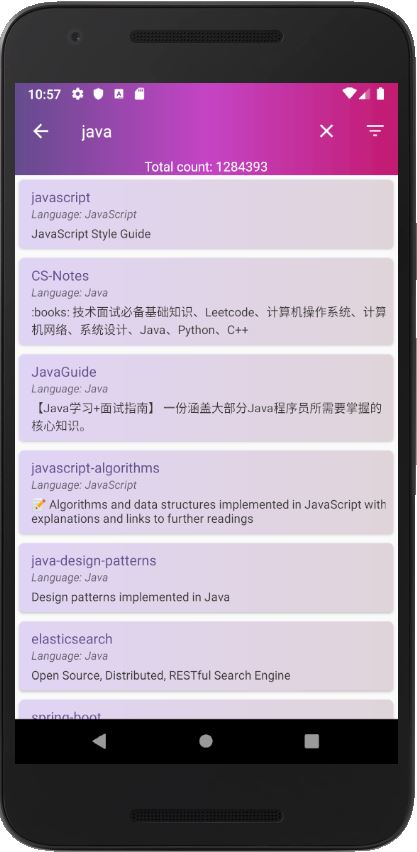 10:57
java
Total count: 1284393
javascript
Language: JavaScript
JavaScript Style Guide
CS-Notes
Language: Java
:books: 技术面试必备基础知识、Leetcode、计算机操作系统、计算
机网络、系统设计、Java、Python、C++
JavaGuide
Language: Java
【Java学习+面试指南】 一份涵盖大部分Java程序员所需要掌握的
核心知识。
javascript-algorithms
Language: JavaScript
📝 Algorithms and data structures implemented in JavaScript with
explanations and links to further readings
java-design-patterns
Language: Java
Design patterns implemented in Java
elasticsearch
Language: Java
Open Source, Distributed, RESTful Search Engine
spring-boot